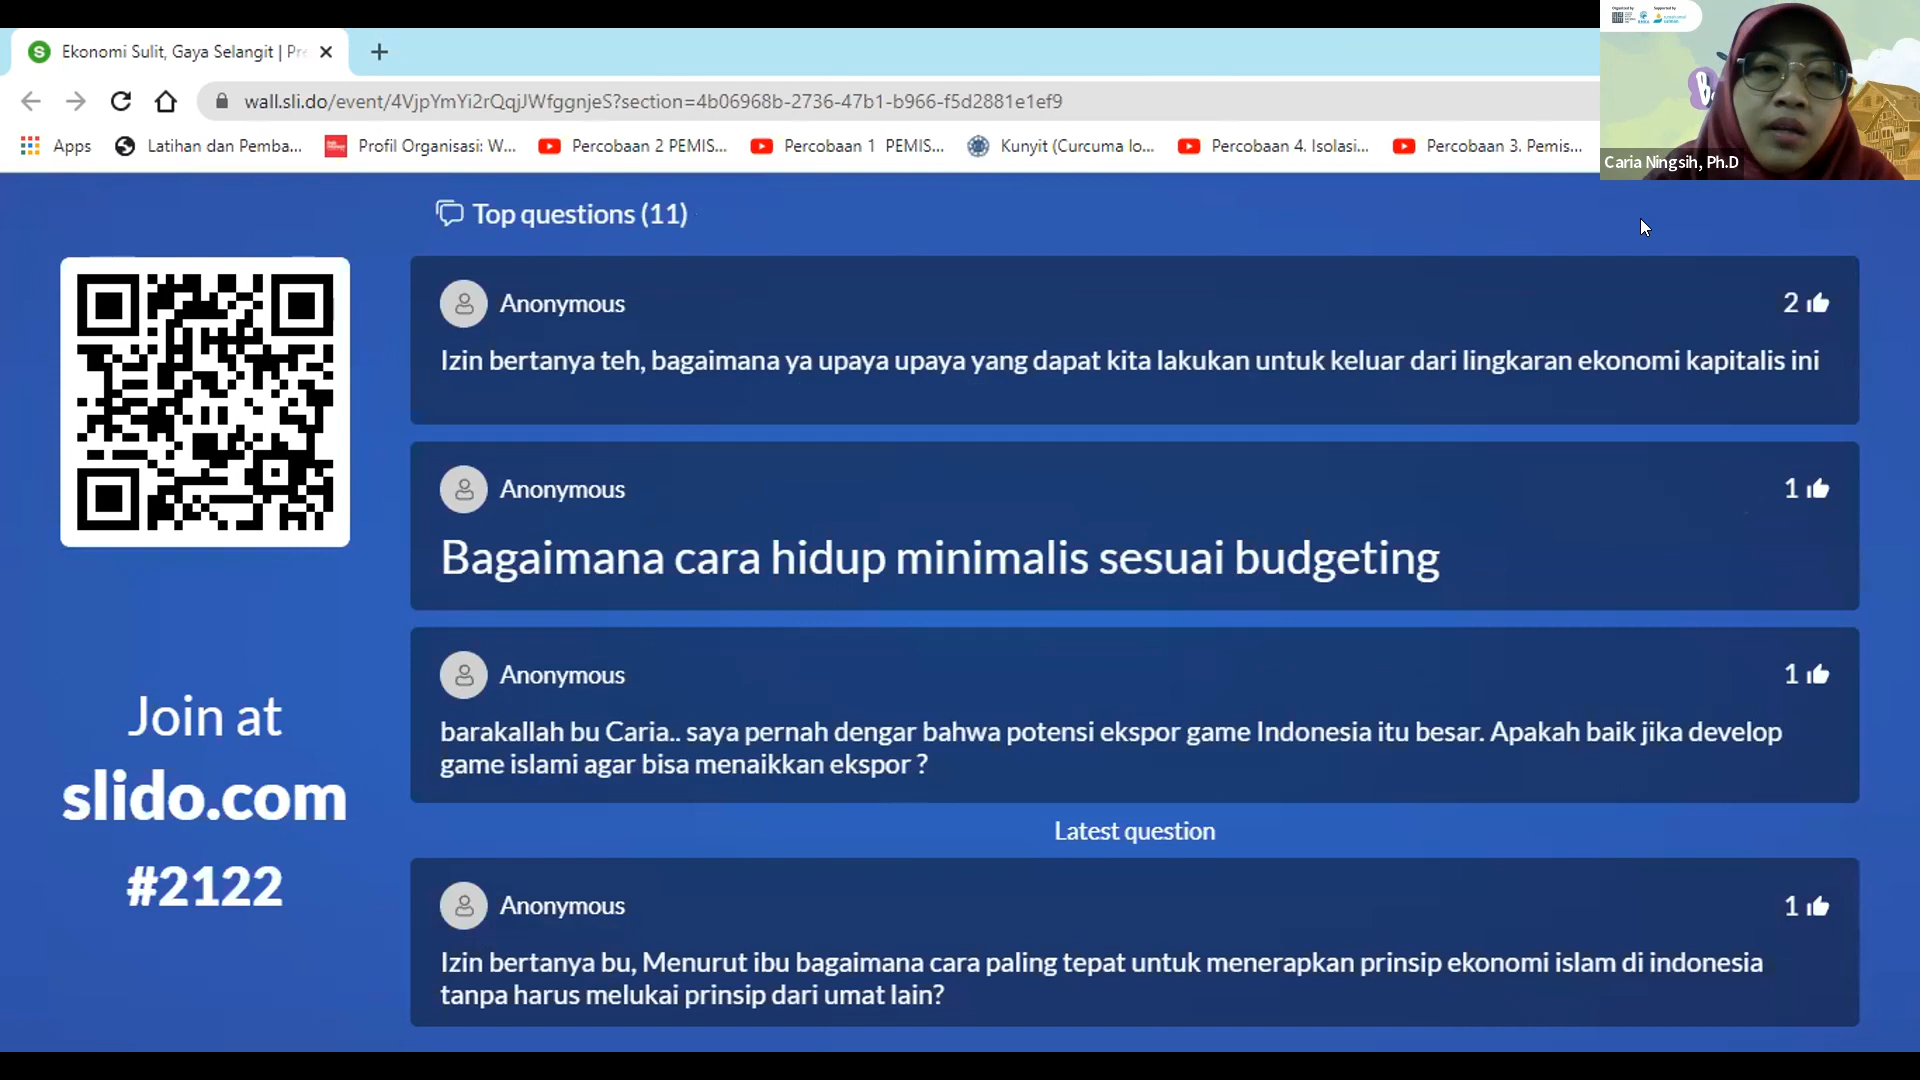 Ekonomi Sulit, Gaya Selangit | Pre
wall.sli.do/event/4VjpYmYi2rQqjJWfggnjeS?section=4b06968b-2736-47b1-b966-f5d2881e1ef9
Apps Latihan dan Pemba... Profil Organisasi: W... Percobaan 2 PEMIS... Percobaan 1 PEMIS... Kunyit (Curcuma lo... Percobaan 4. Isolasi... Percobaan 3. Pemis...
Organized by Supported by
Caria Ningsih, Ph.D
Top questions (11)
Anonymous 2
Izin bertanya teh, bagaimana ya upaya upaya yang dapat kita lakukan untuk keluar dari lingkaran ekonomi kapitalis ini
Anonymous 1
Bagaimana cara hidup minimalis sesuai budgeting
Anonymous 1
barakallah bu Caria.. saya pernah dengar bahwa potensi ekspor game Indonesia itu besar. Apakah baik jika develop
game islami agar bisa menaikkan ekspor ?
Latest question
Anonymous 1
Izin bertanya bu, Menurut ibu bagaimana cara paling tepat untuk menerapkan prinsip ekonomi islam di indonesia
tanpa harus melukai prinsip dari umat lain?
Join at
slido.com
#2122